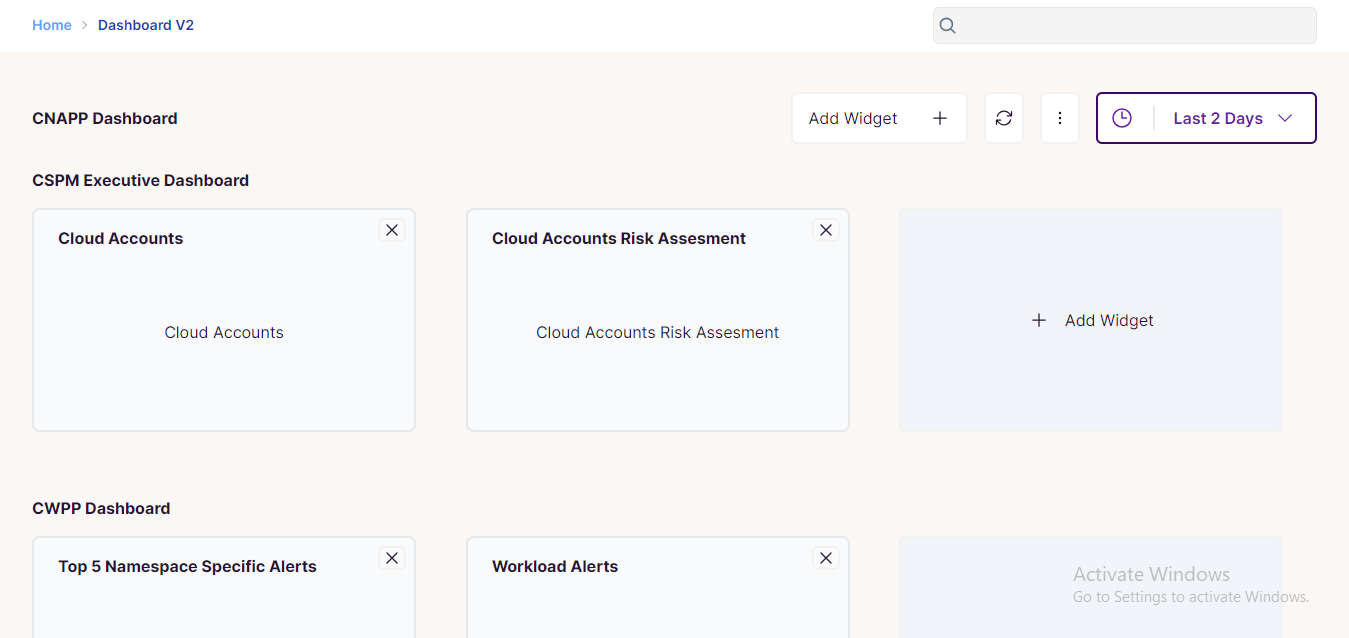 Home > Dashboard V2
CNAPP Dashboard
Add Widget +
Last 2 Days
CSPM Executive Dashboard
Cloud Accounts
Cloud Accounts Risk Assesment
Cloud Accounts
Cloud Accounts Risk Assesment
+ Add Widget
CWPP Dashboard
Top 5 Namespace Specific Alerts
Workload Alerts
Activate Windows
Go to Settings to activate Windows.